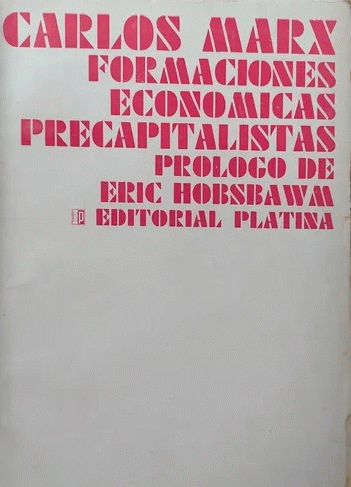 CARLOS MARX
FORMACIONES
ECONOMICAS
PRECAPITALISTAS
PROLOGO DE
ERIC HOBSBAWM
EDITORIAL PLATINA